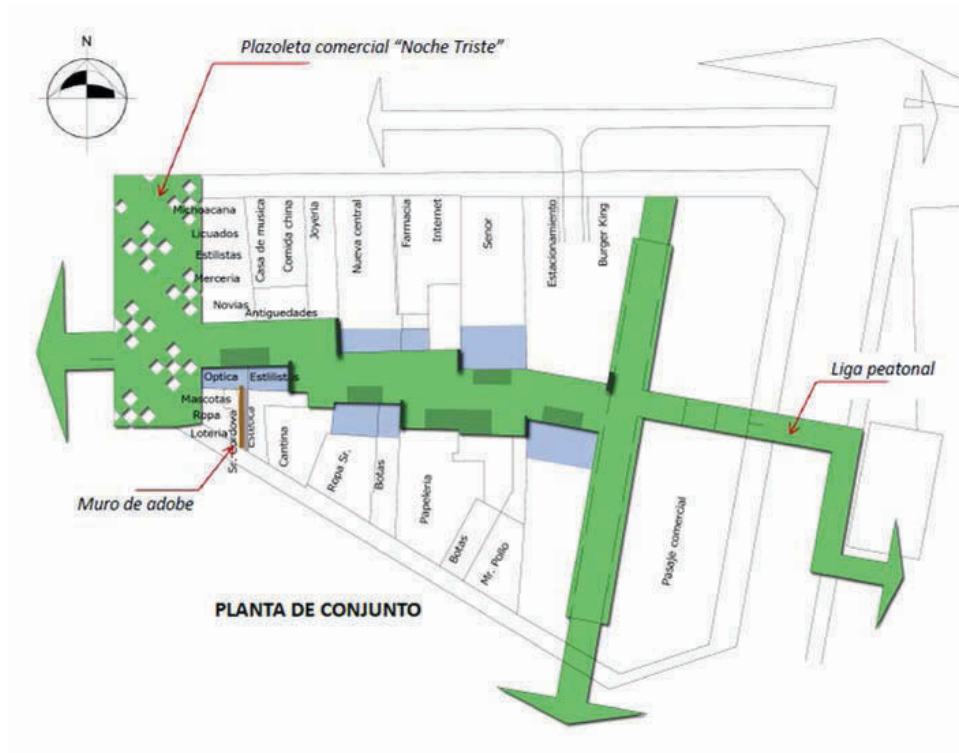 N
Plazoleta comercial "Noche Triste"
Michoacana
Licuados
Estilistas
Merceria
Novias
Casa de musica
Comida china
Joyeria
Antiguedades
Nueva central
Farmacia
Internet
Senor
Estacionamiento
Burger King
Liga peatonal
Optica
Estilistas
Mascotas
Ropa
Loteria
Sr. Cordova
Estetica
Cantina
Ropa Sr.
Botas
Papeleria
Botas
Mr. Pollo
Pasaje comercial
Muro de adobe
PLANTA DE CONJUNTO